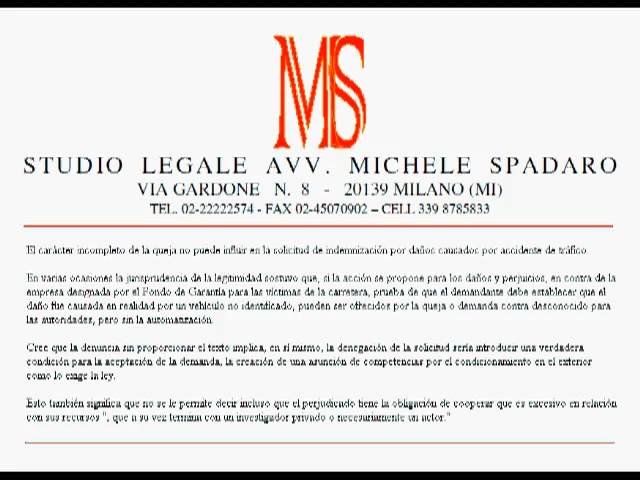 MS
STUDIO LEGALE AVV. MICHELE SPADARO
VIA GARDONE N. 8 - 20139 MILANO (MI)
TEL. 02-22222574 - FAX 02-45070902 – CELL 339 8785833
El carácter incompleto de la queja no puede influir en la solicitud de indemnización por daños causados por accidente de tráfico.
En varias ocasiones la jurisprudencia de la legitimidad sostuvo que, si la acción se propone para los daños y perjuicios, en contra de la
empresa designada por el Fondo de Garantía para las víctimas de la carretera, prueba de que el demandante debe establecer que el
daño fue causada en realidad por un vehículo no identificado, pueden ser ofrecidos por la queja o demanda contra desconocido para
las autoridades, pero sin la automatización.
Cree que la denuncia sin proporcionar el texto implica, en sí mismo, la denegación de la solicitud sería introducir una verdadera
condición para la aceptación de la demanda, la creación de una asunción de competencias por el condicionamiento en el exterior
como lo exige la ley.
Esto también significa que no se le permite decir incluso que el perjudicado tiene la obligación de cooperar que es excesivo en relación
con sus recursos ", que a su vez termina con un investigador privado o necesariamente un actor."